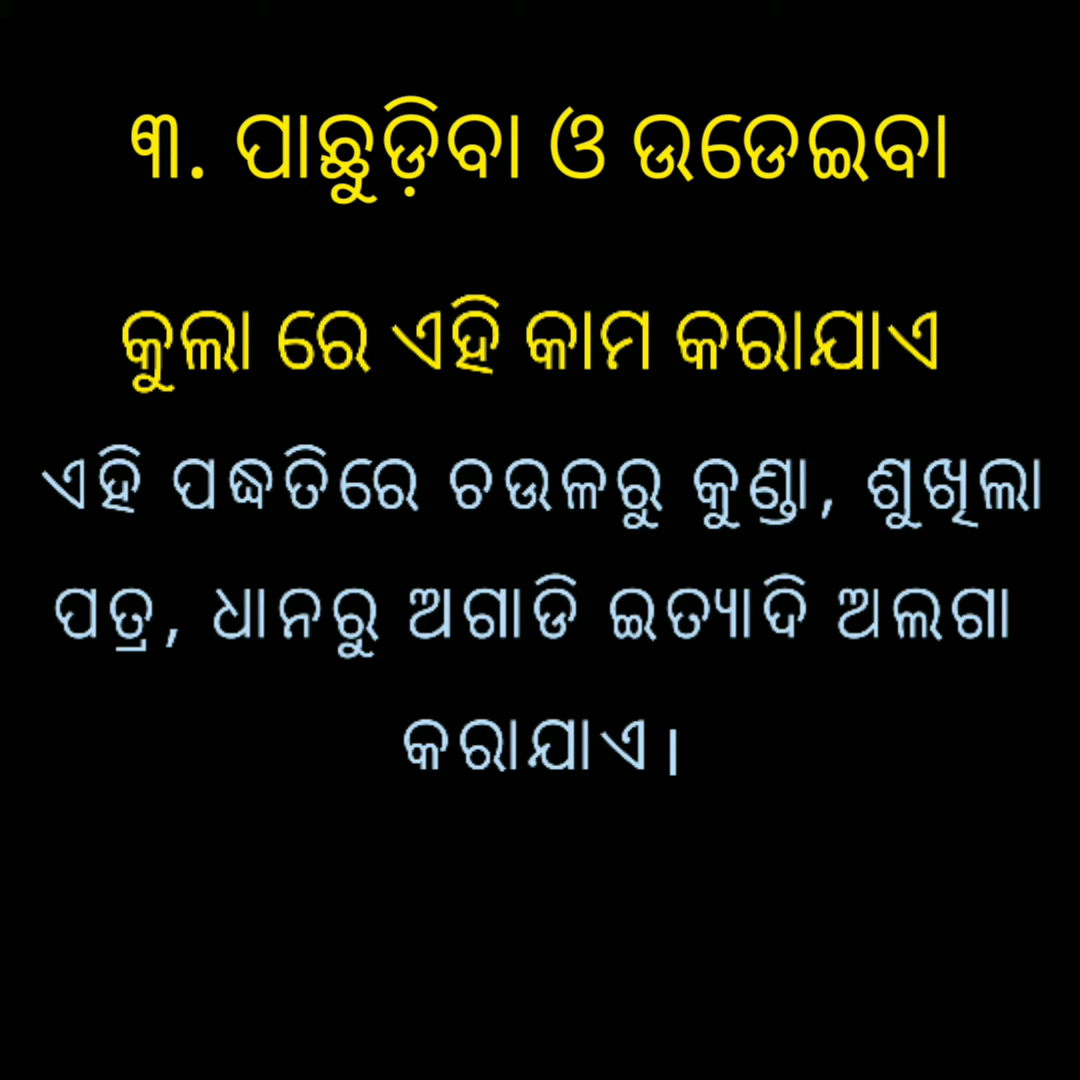 ୩. ପାଛୁଡ଼ିବା ଓ ଉଡେଇବା
କୁଲା ରେ ଏହି କାମ କରାଯାଏ
ଏହି ପଦ୍ଧତିରେ ଚଉଳରୁ କୁଣ୍ଡା, ଶୁଖିଲା
ପତ୍ର, ଧାନରୁ ଅଗାଡି ଇତ୍ୟାଦି ଅଲଗା
କରାଯାଏ।